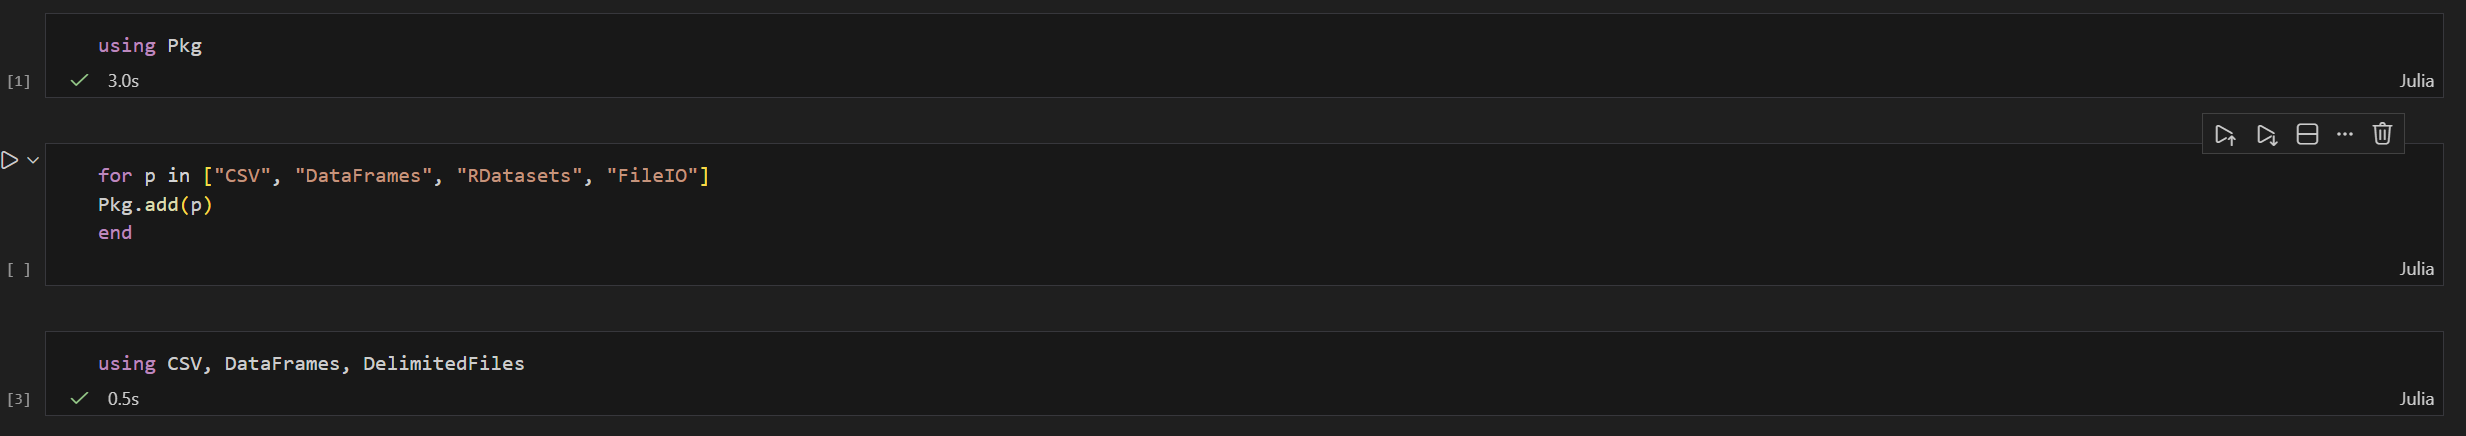 using Pkg
[1]
3.0s
Julia
for p in ["CSV", "DataFrames", "RDatasets", "FileIO"]
Pkg.add(p)
end
[ ]
Julia
using CSV, DataFrames, DelimitedFiles
[3]
0.5s
Julia